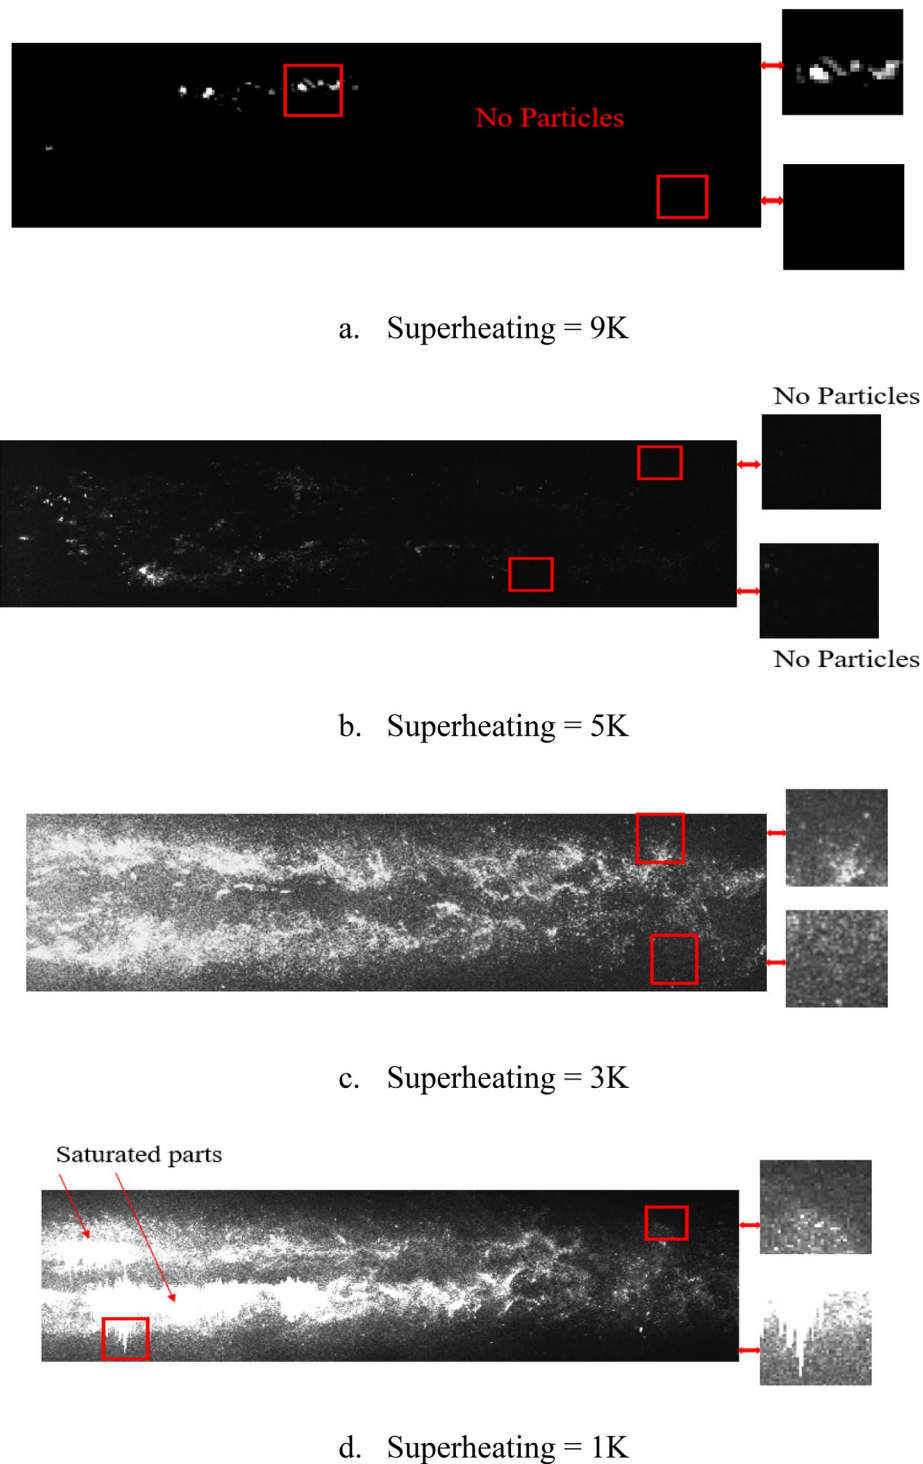 No Particles
a. Superheating = 9K
No Particles
No Particles
b. Superheating = 5K
c. Superheating = 3K
Saturated parts
d. Superheating = 1K